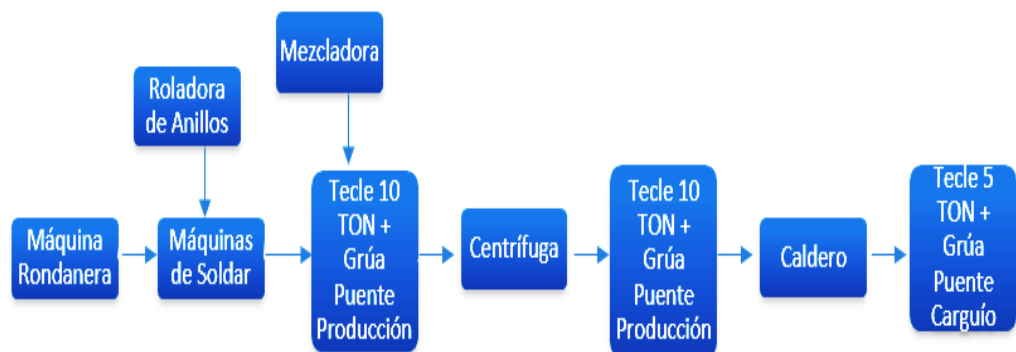 Mezcladora
Roladora
de Anillos
Máquina
Rondanera
Máquinas
de Soldar
Tecle 10
TON +
Grúa
Puente
Producción
Centrífuga
Tecle 10
TON +
Grúa
Puente
Producción
Caldero
Tecle 5
TON +
Grúa
Puente
Carguío